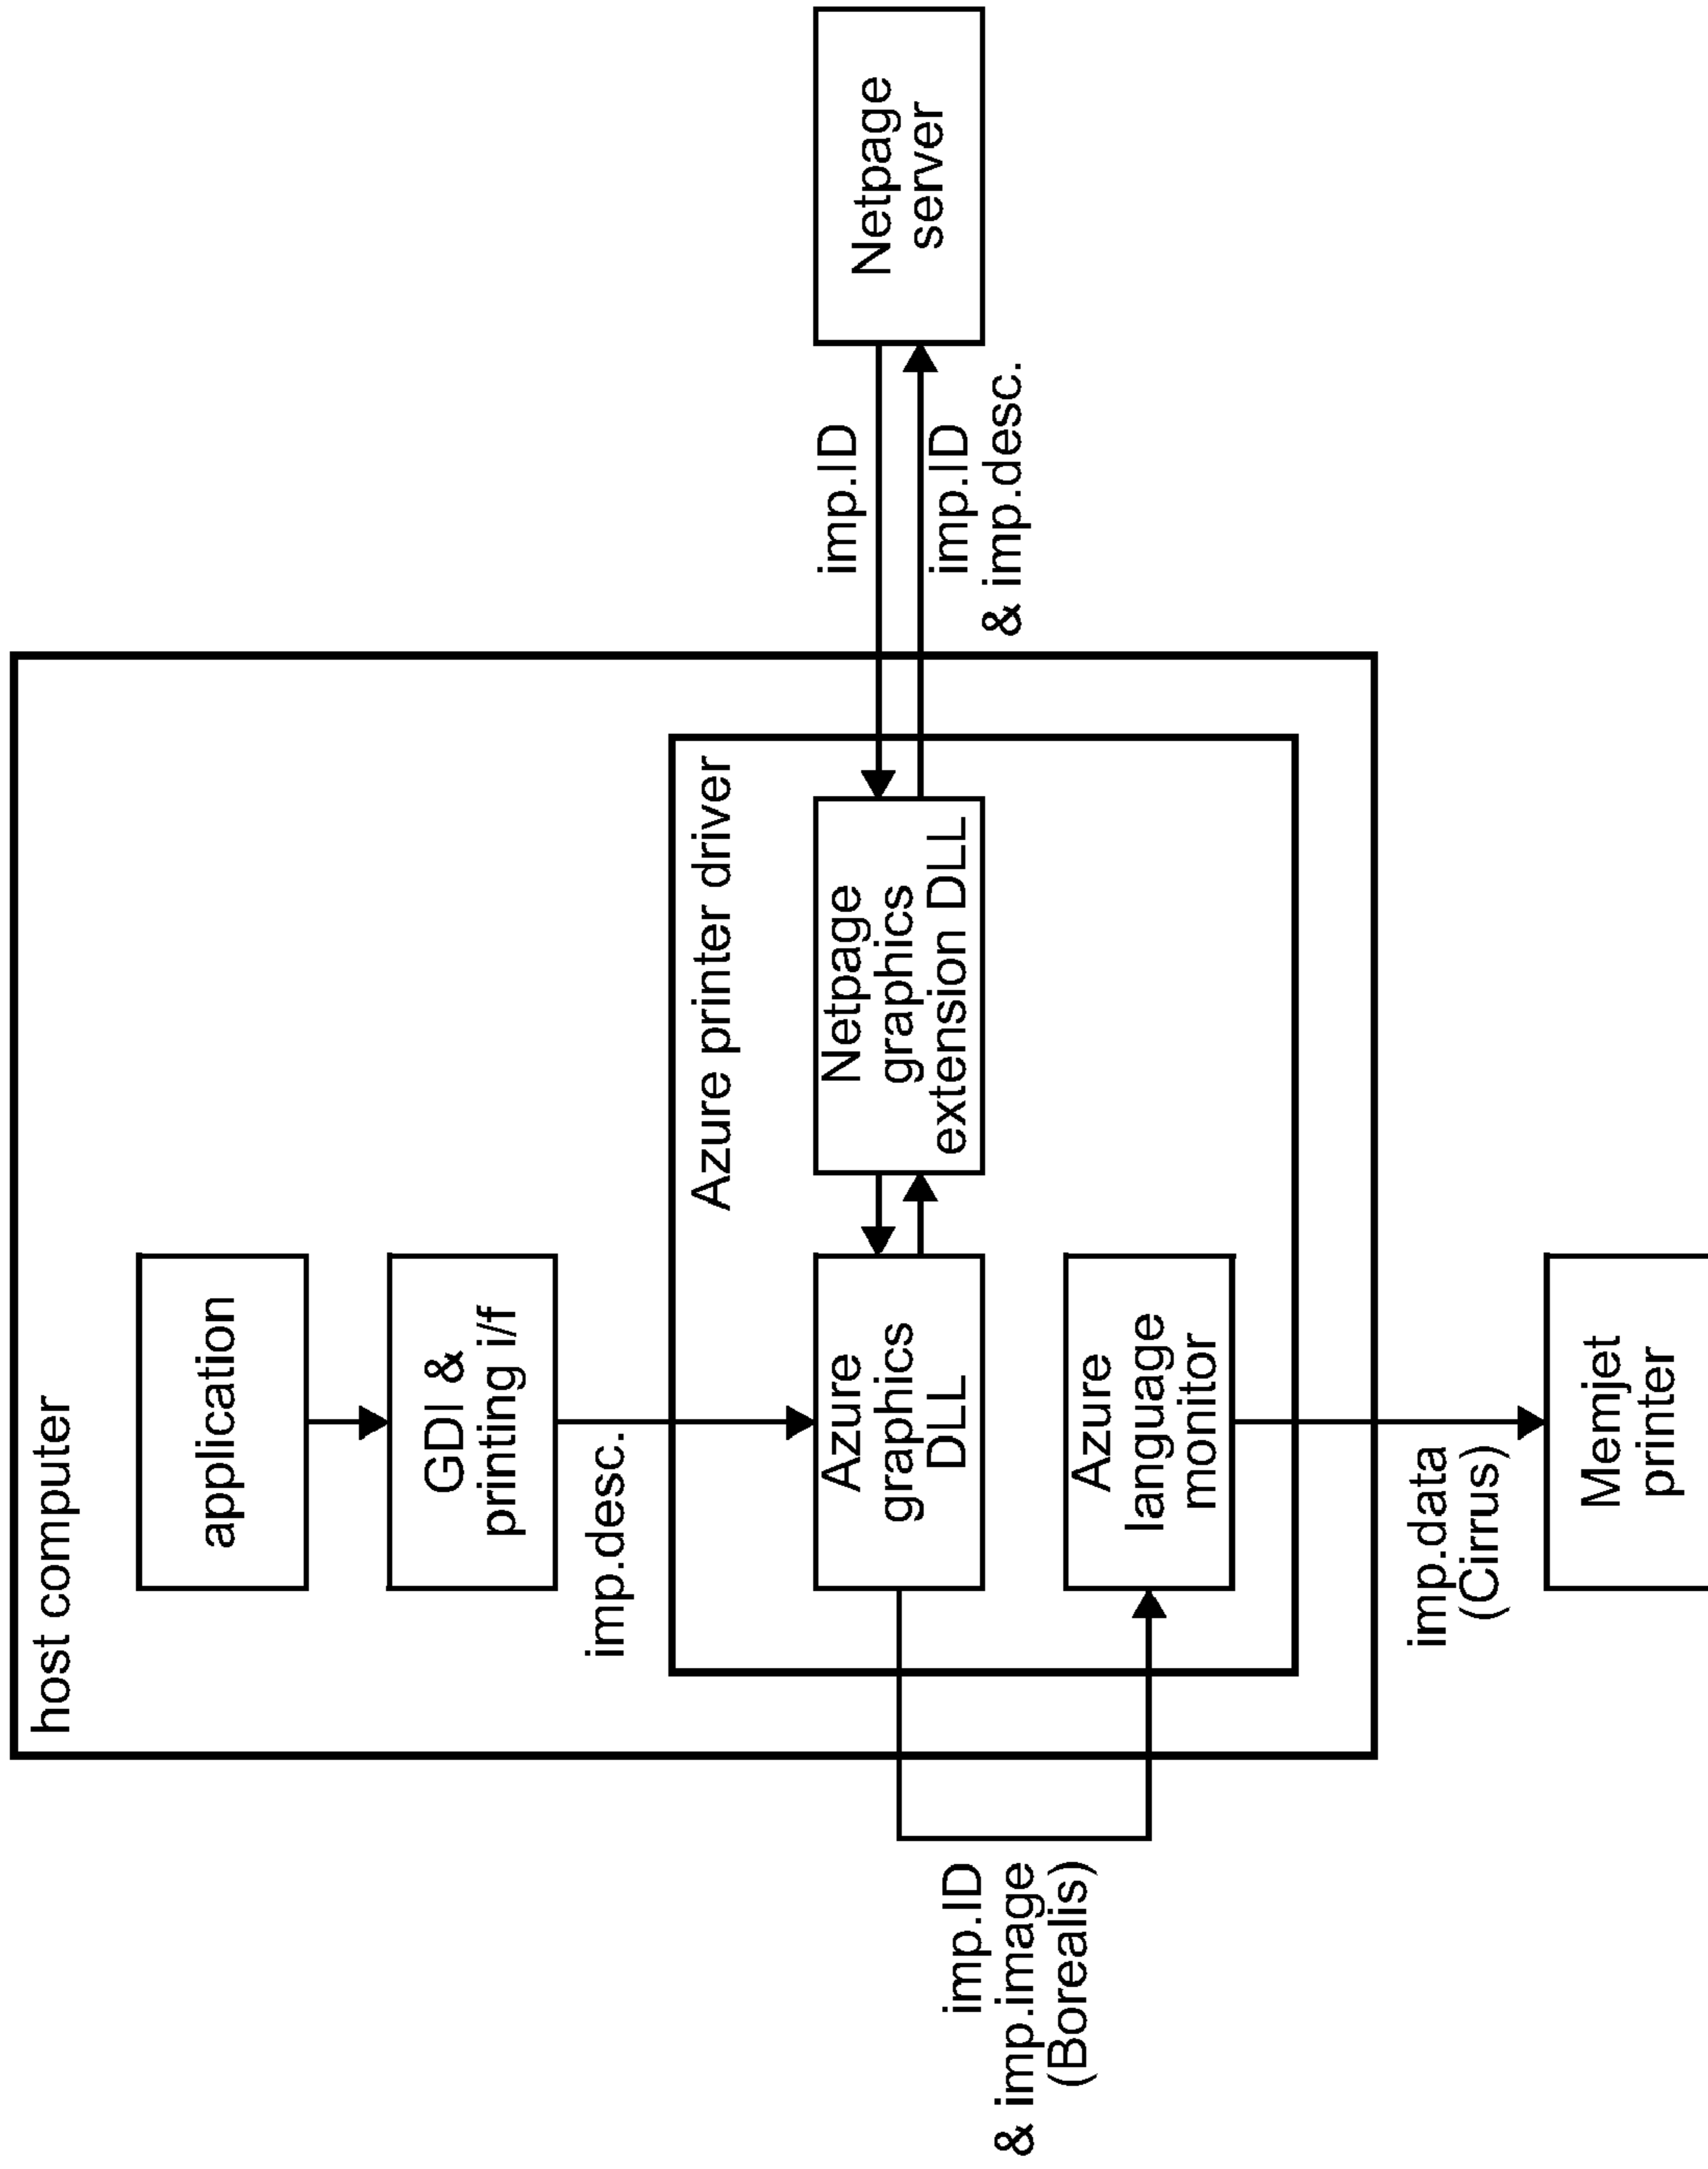 host computer
application
GDI &
printing i/f
imp.desc.
Azure printer driver
Azure
graphics
DLL
Netpage
graphics
extension DLL
imp.ID
imp.ID
& imp.desc.
Netpage
server
imp.ID
& imp.image
(Borealis)
Azure
language
monitor
imp.data
(Cirrus)
Memjet
printer